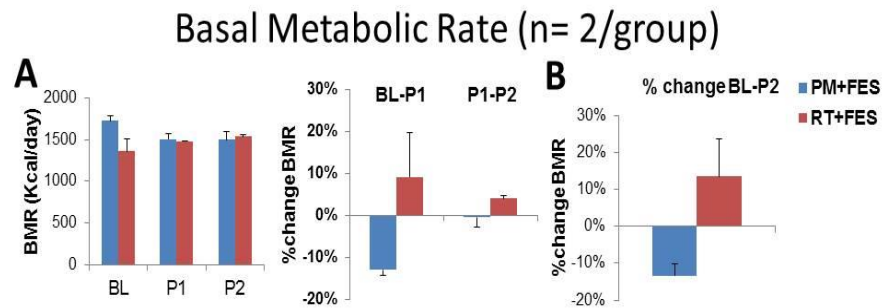 Basal Metabolic Rate (n= 2/group)
A
BMR (Kcal/day)
2000
1500
1000
500
0
BL
P1
P2
%change BMR
30%
20%
10%
0%
-10%
-20%
BL-P1
P1-P2
B
% change BL-P2
%change BMR
30%
20%
10%
0%
-10%
-20%
PM+FES
RT+FES